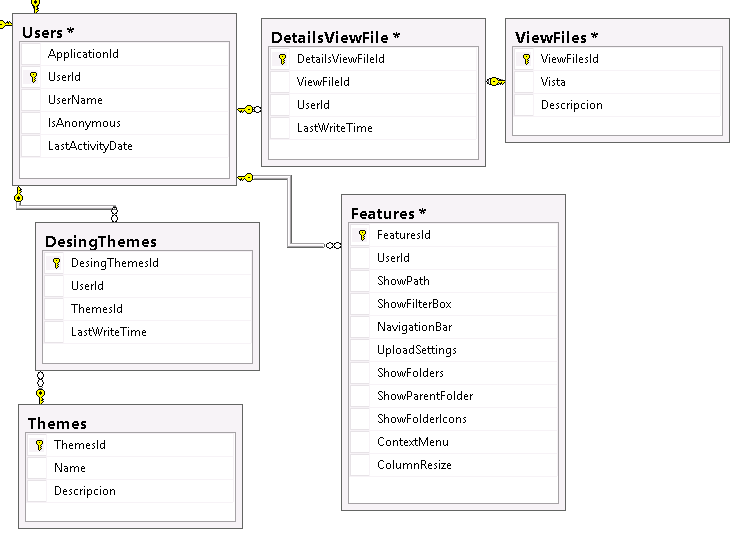 Users *
ApplicationId
UserId
UserName
IsAnonymous
LastActivityDate
DetailsViewFile *
DetailsViewFileId
ViewFileId
UserId
LastWriteTime
ViewFiles *
ViewFilesId
Vista
Descripcion
DesingThemes
DesingThemesId
UserId
ThemesId
LastWriteTime
Features *
FeaturesId
UserId
ShowPath
ShowFilterBox
NavigationBar
UploadSettings
ShowFolders
ShowParentFolder
ShowFolderIcons
ContextMenu
ColumnResize
Themes
ThemesId
Name
Descripcion